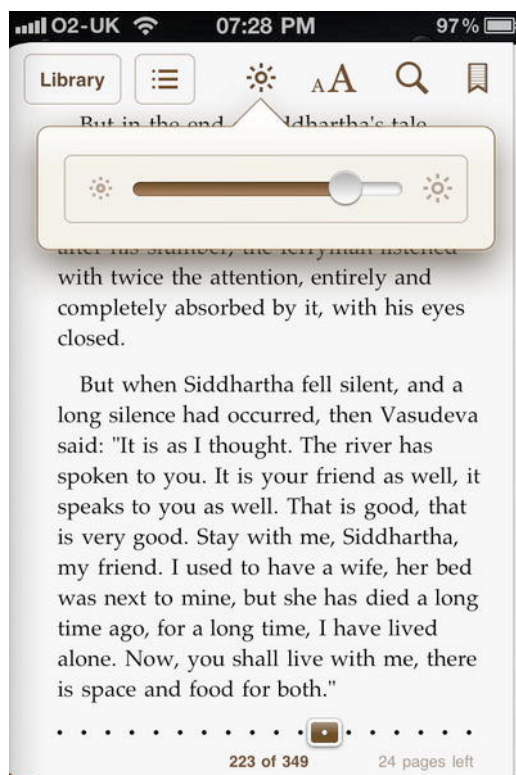 O2-UK 07:28 PM 97%
Library AA
But in the end Siddhartha's tale
after his slumber, the ferryman listened
with twice the attention, entirely and
completely absorbed by it, with his eyes
closed.
But when Siddhartha fell silent, and a
long silence had occurred, then Vasudeva
said: "It is as I thought. The river has
spoken to you. It is your friend as well, it
speaks to you as well. That is good, that
is very good. Stay with me, Siddhartha,
my friend. I used to have a wife, her bed
was next to mine, but she has died a long
time ago, for a long time, I have lived
alone. Now, you shall live with me, there
is space and food for both."
223 of 349 24 pages left